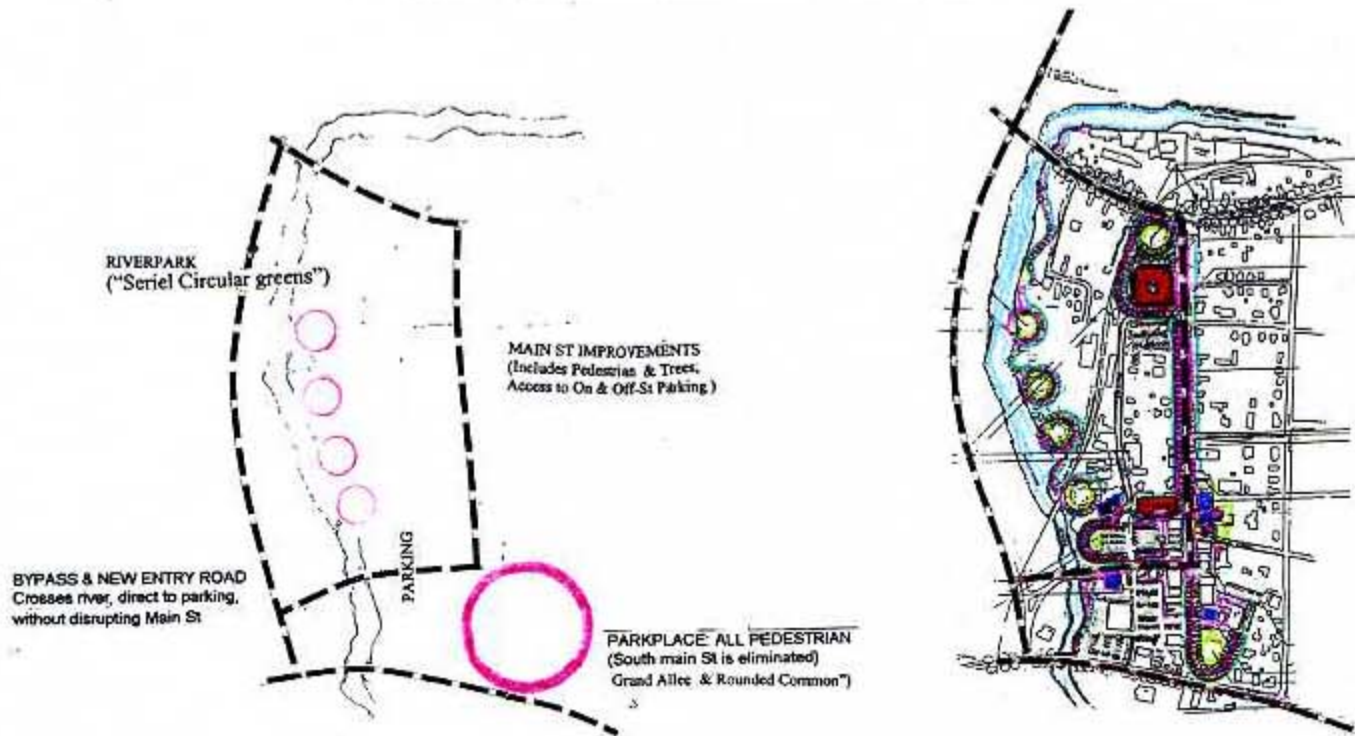 RIVERPARK
("Seriel Circular greens")
MAIN ST IMPROVEMENTS
(Includes Pedestrian & Trees,
Access to On & Off-St Parking )
PARKING
BYPASS & NEW ENTRY ROAD
Crosses river, direct to parking,
without disrupting Main St
PARKPLACE: ALL PEDESTRIAN
(South main St is eliminated)
Grand Allee & Rounded Common")